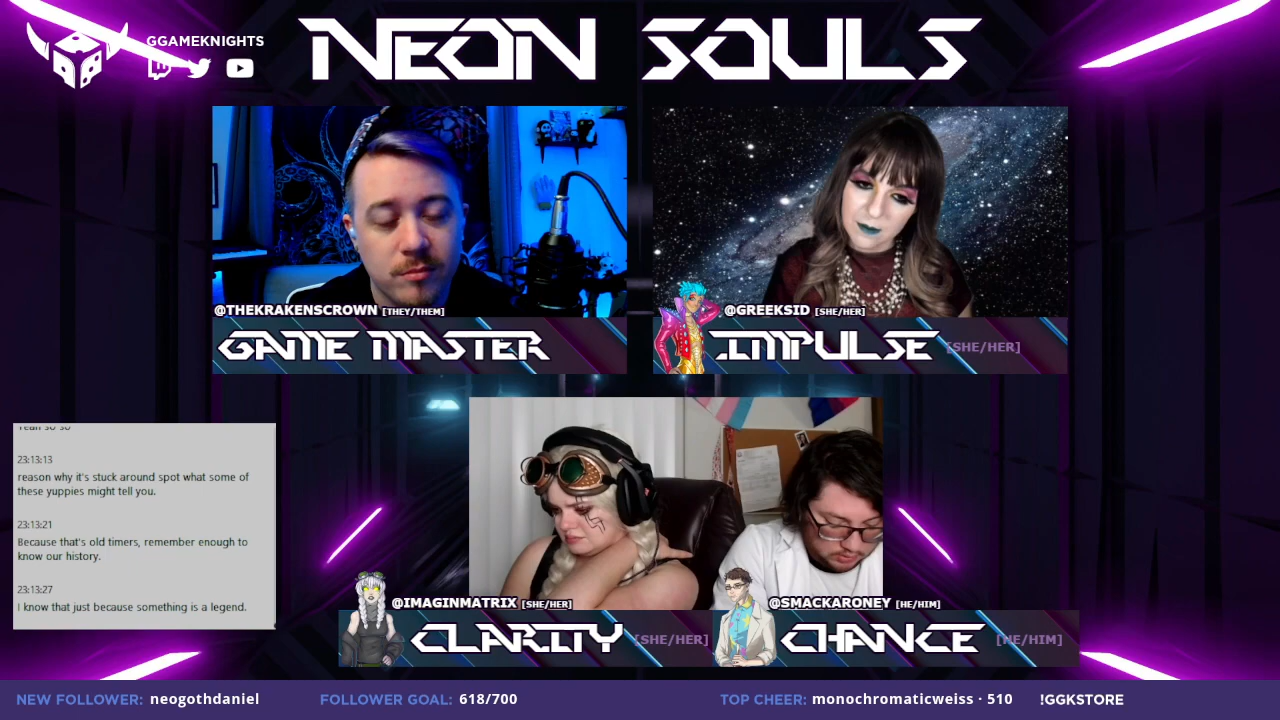 GGAMEKNIGHTS
NEON SOULS
@THEKRAKENSCROWN [THEY/THEM]
GAME MASTER
@GREEKSID [SHE/HER]
IMPULSE [SHE/HER]
23:13:13
reason why it's stuck around spot what some of
these yuppies might tell you.
23:13:21
Because that's old timers, remember enough to
know our history.
23:13:27
I know that just because something is a legend.
@IMAGINMATRIX [SHE/HER]
CLARITY [SHE/HER]
@SMACKARONEY [HE/HIM]
CHANCE [HE/HIM]
NEW FOLLOWER: neogothdaniel
FOLLOWER GOAL: 618/700
TOP CHEER: monochromaticweiss · 510
!GGKSTORE